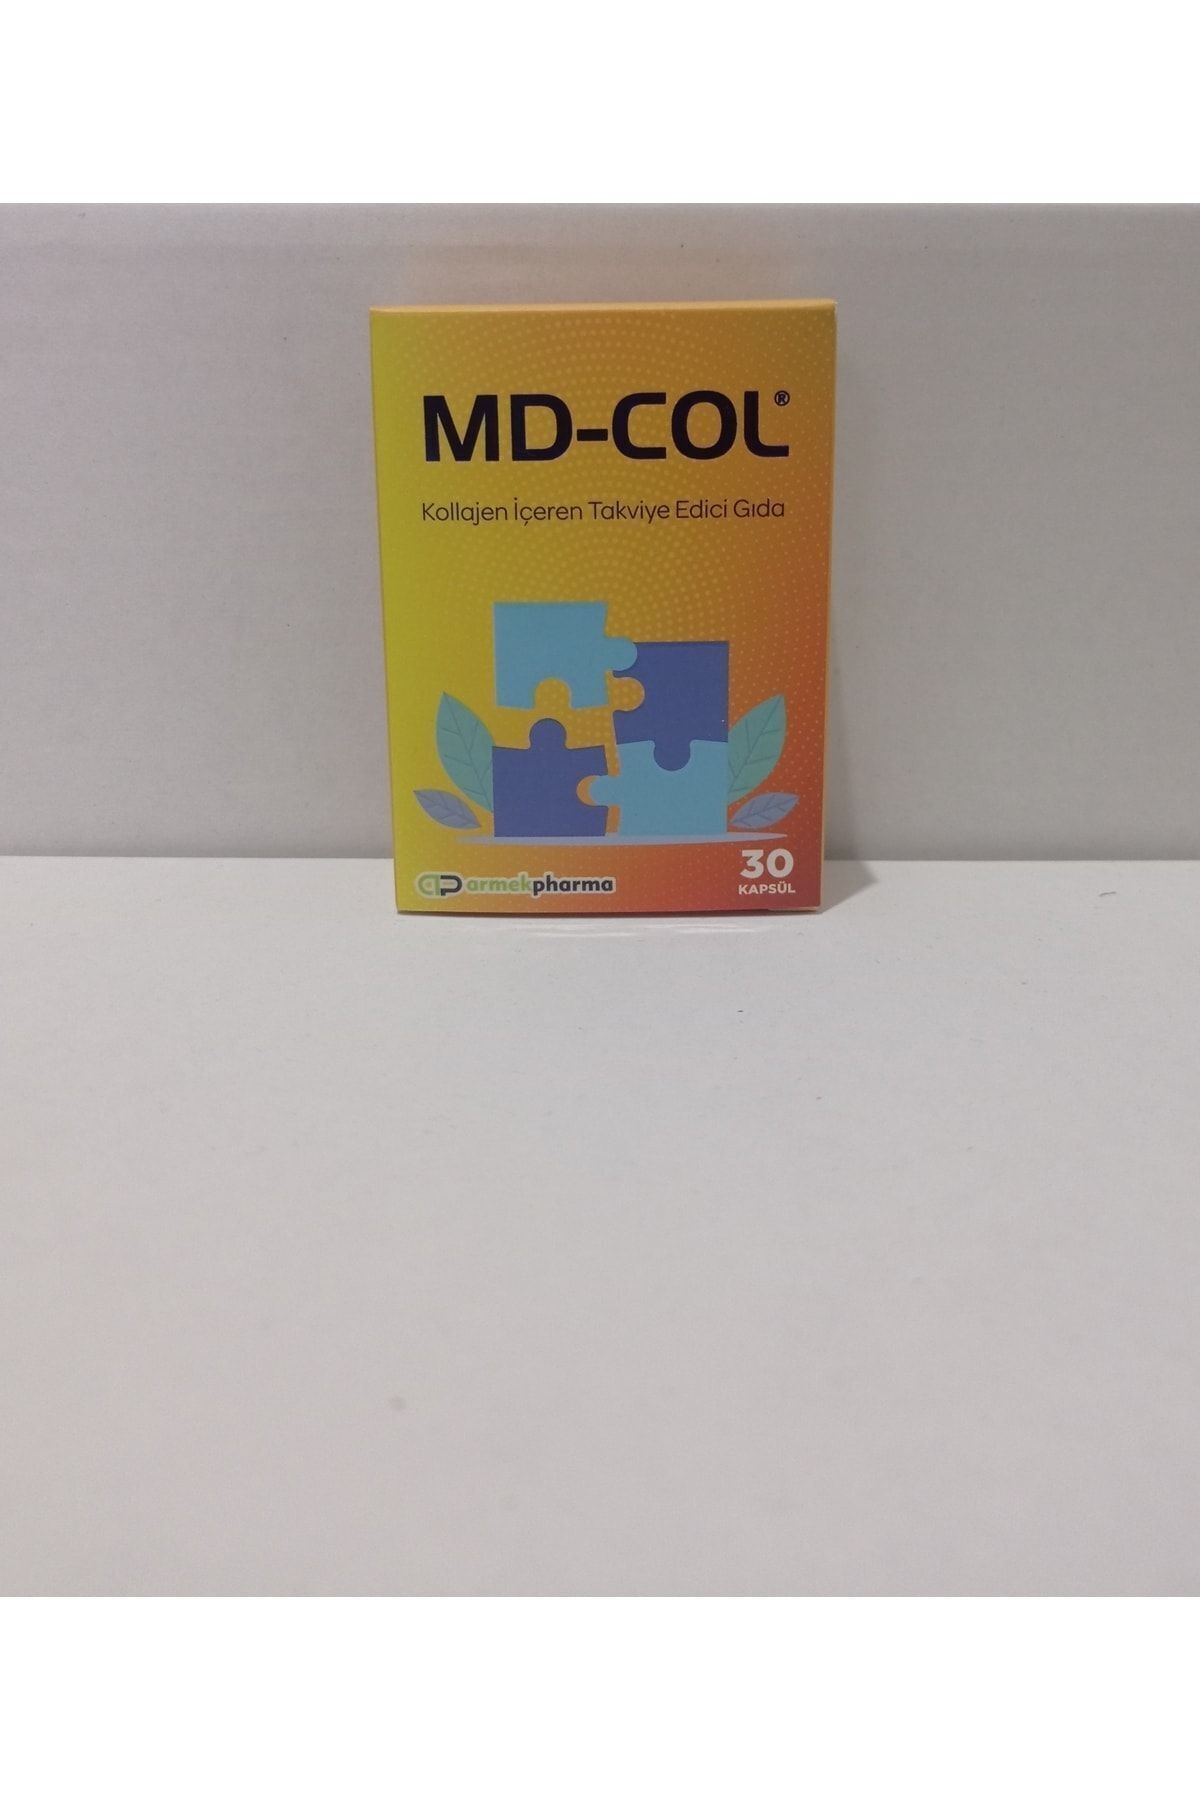 MD-COL®
Kollajen İçeren Takviye Edici Gıda
30
KAPSÜL
armekpharma